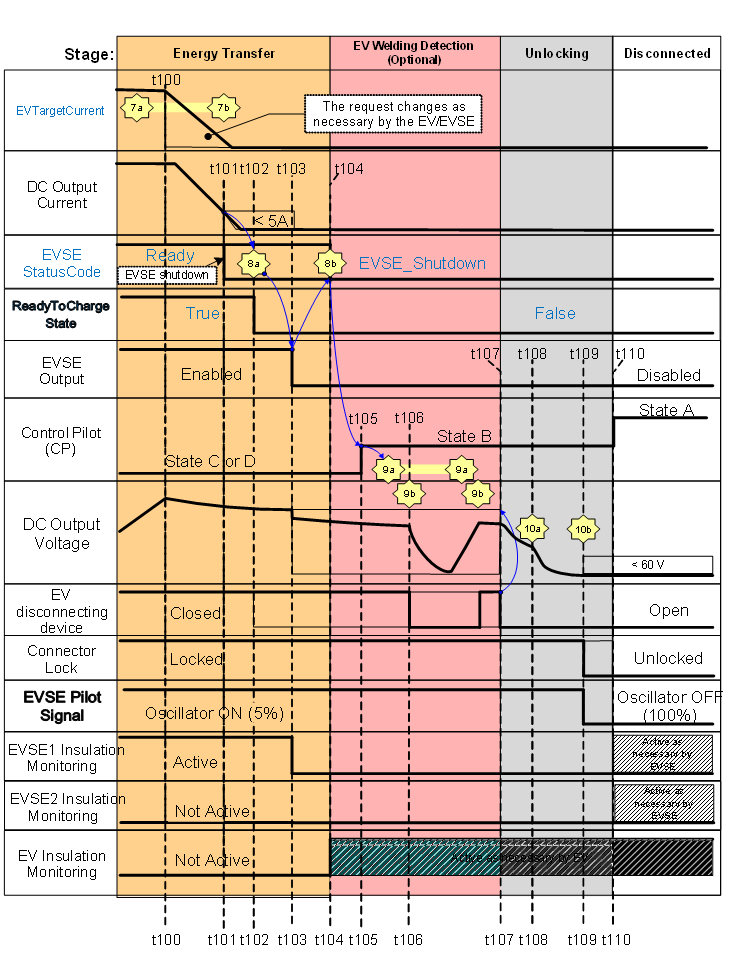 Stage:
Energy Transfer
EV Welding Detection
(Optional)
Unlocking
Disconnected
t100
EVTargetCurrent
7a
7b
The request changes as
necessary by the EV/EVSE
DC Output
Current
t101
t102
t103
t104
< 5A
EVSE
StatusCode
Ready
EVSE shutdown
8a
8b
EVSE_Shutdown
ReadyToCharge
State
True
False
EVSE
Output
Enabled
t107
t108
t109
t110
Disabled
Control Pilot
(CP)
State C or D
t105
t106
State B
State A
9a
9a
9b
9b
DC Output
Voltage
10a
10b
< 60 V
EV
disconnecting
device
Closed
Open
Connector
Lock
Locked
Unlocked
EVSE Pilot
Signal
Oscillator ON (5%)
Oscillator OFF
(100%)
EVSE1 Insulation
Monitoring
Active
Active as
necessary by
EVSE
EVSE2 Insulation
Monitoring
Not Active
Active as
necessary by
EVSE
EV Insulation
Monitoring
Not Active
Active as necessary by EV
t100
t101
t102
t103
t104
t105
t106
t107
t108
t109
t110